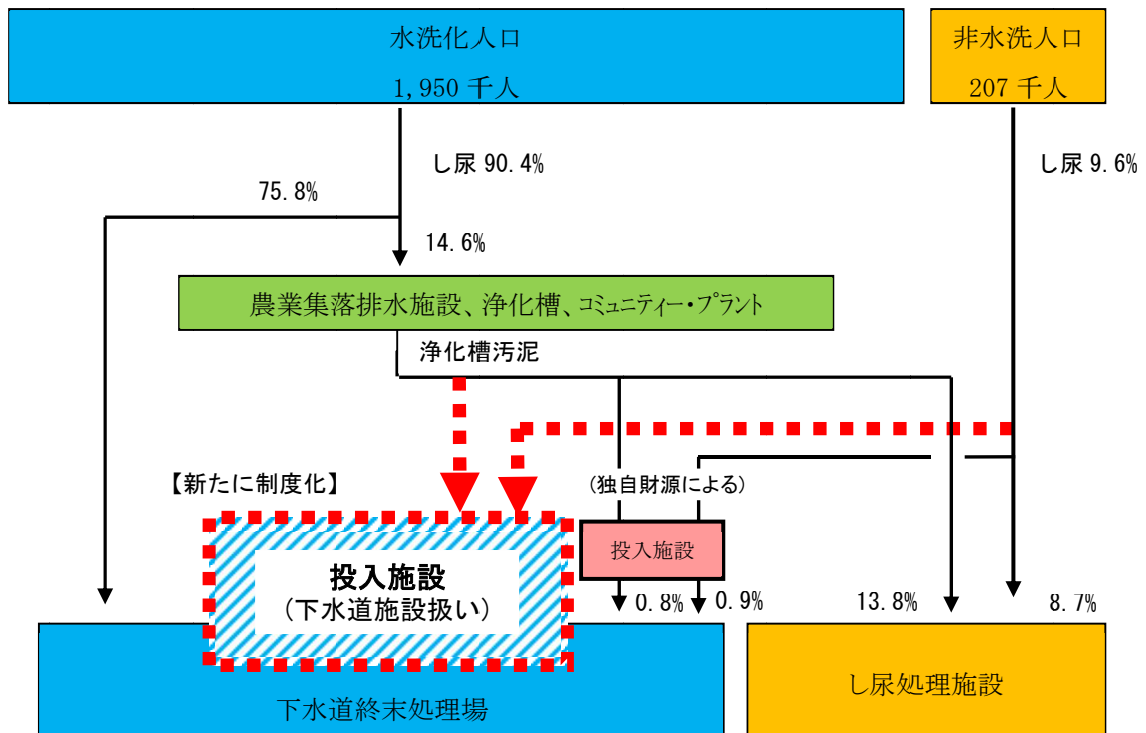 水洗化人口
1,950 千人
非水洗人口
207 千人
し尿 90.4%
し尿 9.6%
75.8%
14.6%
農業集落排水施設、浄化槽、コミュニティー・プラント
浄化槽汚泥
【新たに制度化】
(独自財源による)
投入施設
(下水道施設扱い)
投入施設
0.8%
0.9%
13.8%
8.7%
下水道終末処理場
し尿処理施設